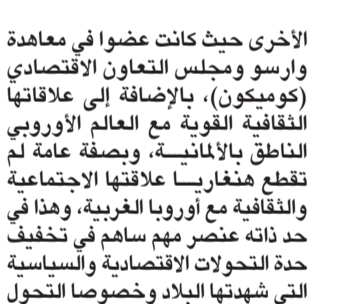 الأخرى حيث كانت عضوا في معاهدة
وارسو ومجلس التعاون الاقتصادي
(كوميكون)، بالإضافة إلى علاقاتها
الثقافية القوية مع العالم الأوروبي
الناطق بالألمانيـة، وبصفة عامة لم
تقطع هنغاريـا علاقتها الاجتماعية
والثقافية مع أوروبا الغربية، وهذا في
حد ذاته عنصر مهم ساهم في تخفيف
حدة التحولات الاقتصادية والسياسية
التي شهدتها البلاد وخصوصا التحول